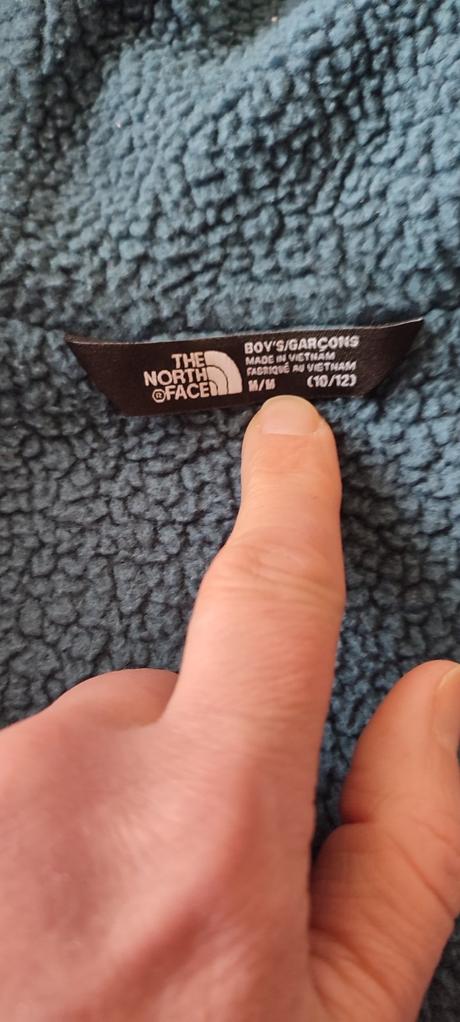 THE
NORTH
®FACE
BOY'S/GARÇONS
MADE IN VIETNAM
FABRIQUÉ AU VIETNAM
M/M (10/12)